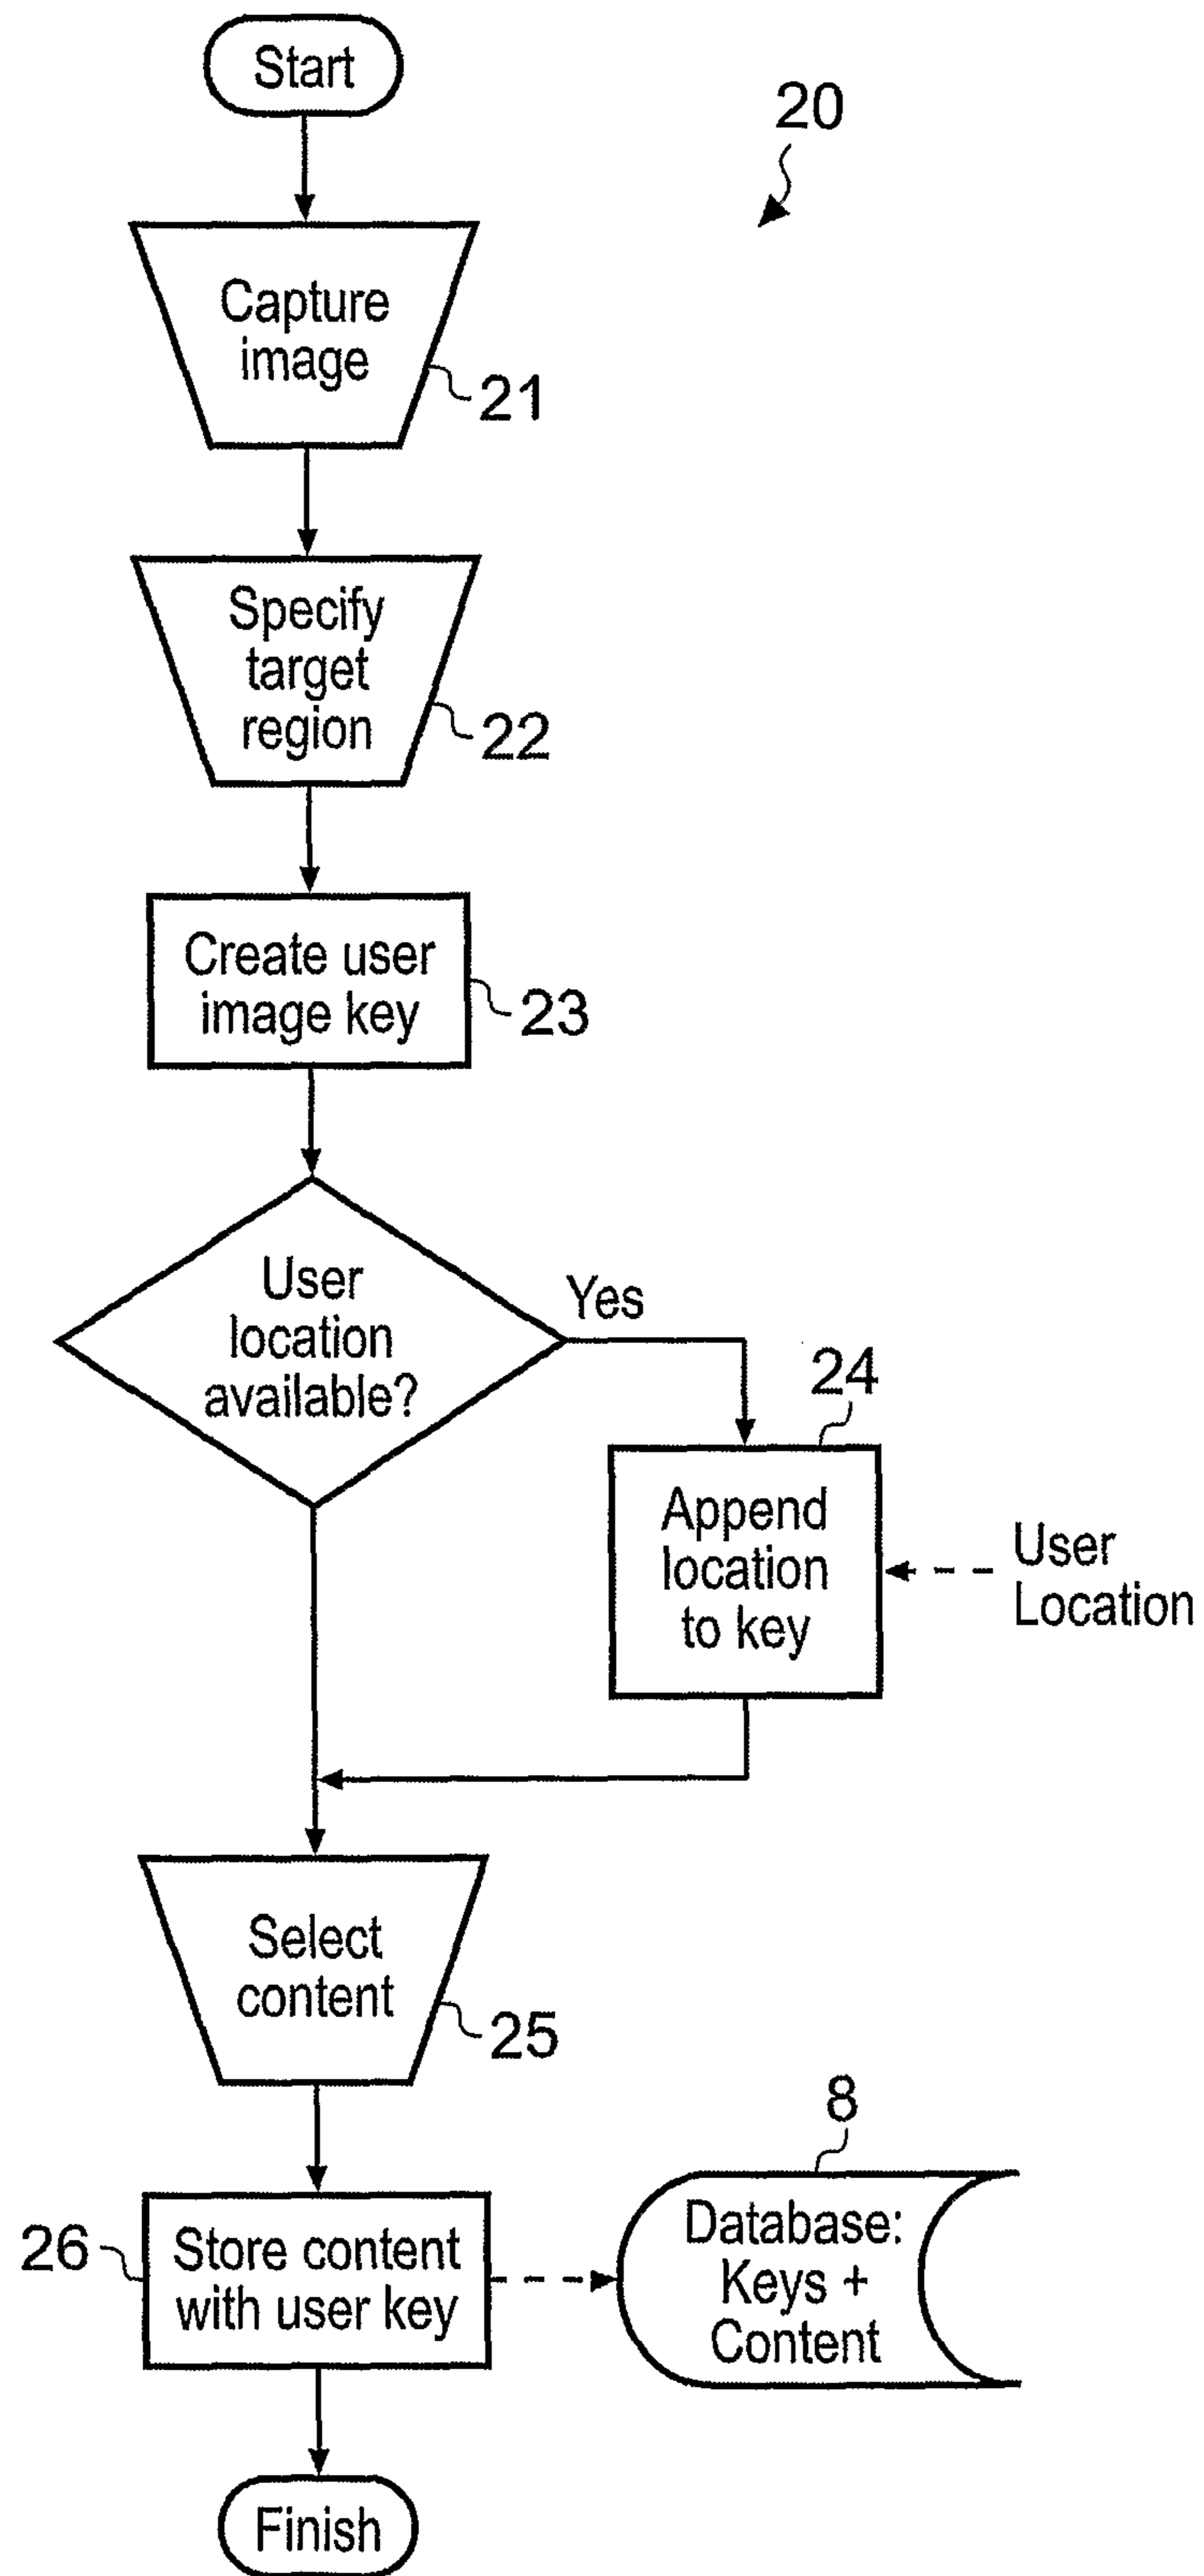 Start
20
Capture
image
21
Specify
target
region
22
Create user
image key
23
User
location
available?
Yes
24
Append
location
to key
User
Location
Select
content
25
8
26
Store content
with user key
Database:
Keys +
Content
Finish